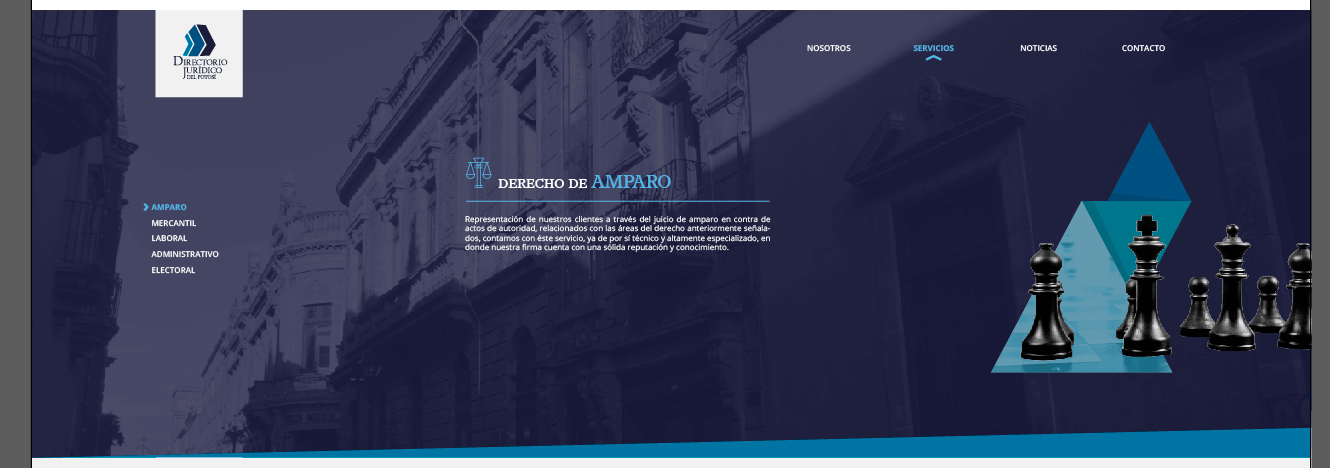 DIRECTORIO
JURÍDICO
DEL POTOSÍ
NOSOTROS
SERVICIOS
NOTICIAS
CONTACTO
AMPARO
MERCANTIL
LABORAL
ADMINISTRATIVO
ELECTORAL
DERECHO DE AMPARO
Representación de nuestros clientes a través del juicio de amparo en contra de
actos de autoridad, relacionados con las áreas del derecho anteriormente señala-
dos, contamos con éste servicio, ya de por sí técnico y altamente especializado, en
donde nuestra firma cuenta con una sólida reputación y conocimiento.